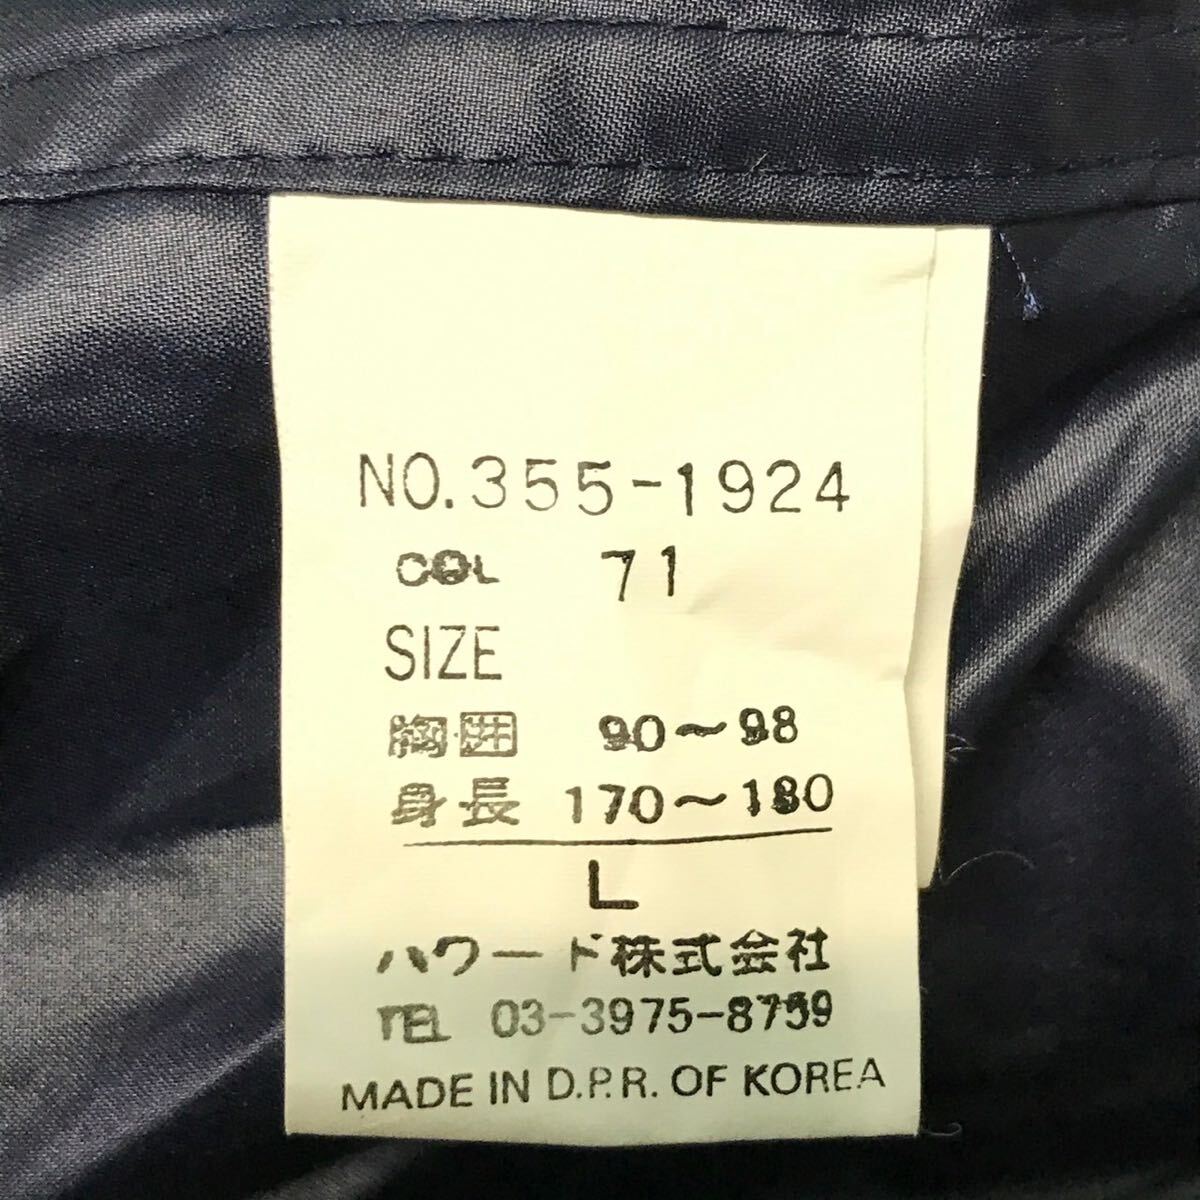 NO.355-1924
COL 71
SIZE
胸囲 90～98
身長 170～180
L
ハワード株式会社
TEL 03-3975-8759
MADE IN D.P.R. OF KOREA